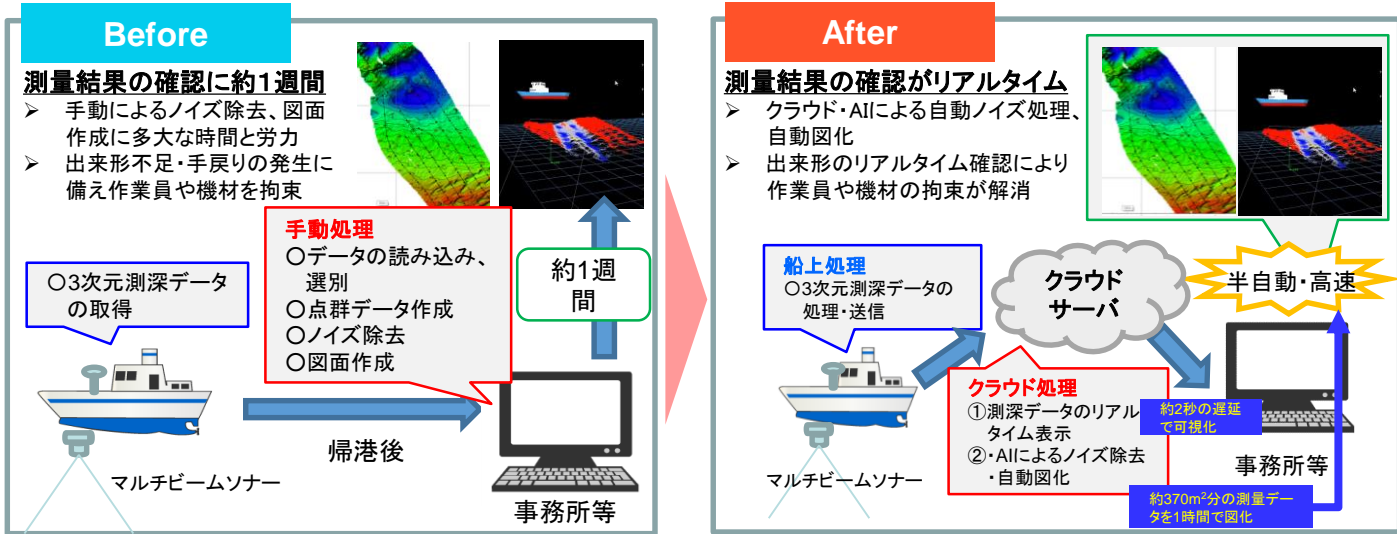 Before
測量結果の確認に約1週間
➢ 手動によるノイズ除去、図面
作成に多大な時間と労力
➢ 出来形不足・手戻りの発生に
備え作業員や機材を拘束
手動処理
〇データの読み込み、
選別
〇点群データ作成
〇ノイズ除去
〇図面作成
約1週
間
〇3次元測深データ
の取得
帰港後
マルチビームソナー
事務所等
After
測量結果の確認がリアルタイム
➢ クラウド・AIによる自動ノイズ処理、
自動図化
➢ 出来形のリアルタイム確認により
作業員や機材の拘束が解消
船上処理
〇3次元測深データの
処理・送信
クラウド
サーバ
半自動・高速
クラウド処理
①測深データのリアル
タイム表示
②・AIによるノイズ除去
・自動図化
約2秒の遅延
で可視化
マルチビームソナー
事務所等
約370m²分の測量デー
タを1時間で図化